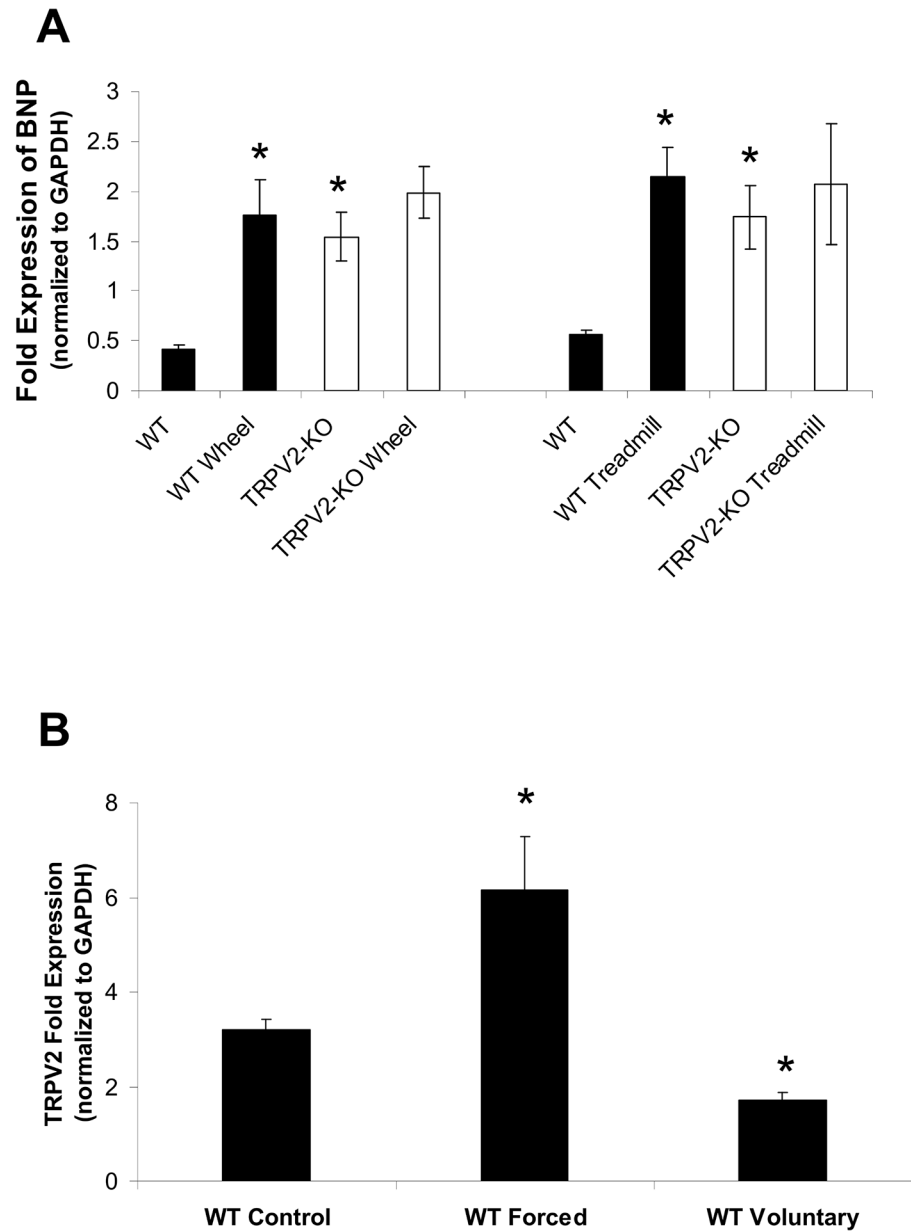 A
Fold Expression of BNP
(normalized to GAPDH)
3
2.5
2
1.5
1
0.5
0
*
*
*
*
WT
WT Wheel
TRPV2-KO
TRPV2-KO Wheel
WT
WT Treadmill
TRPV2-KO
TRPV2-KO Treadmill
B
TRPV2 Fold Expression
(normalized to GAPDH)
8
6
4
2
0
*
*
WT Control
WT Forced
WT Voluntary